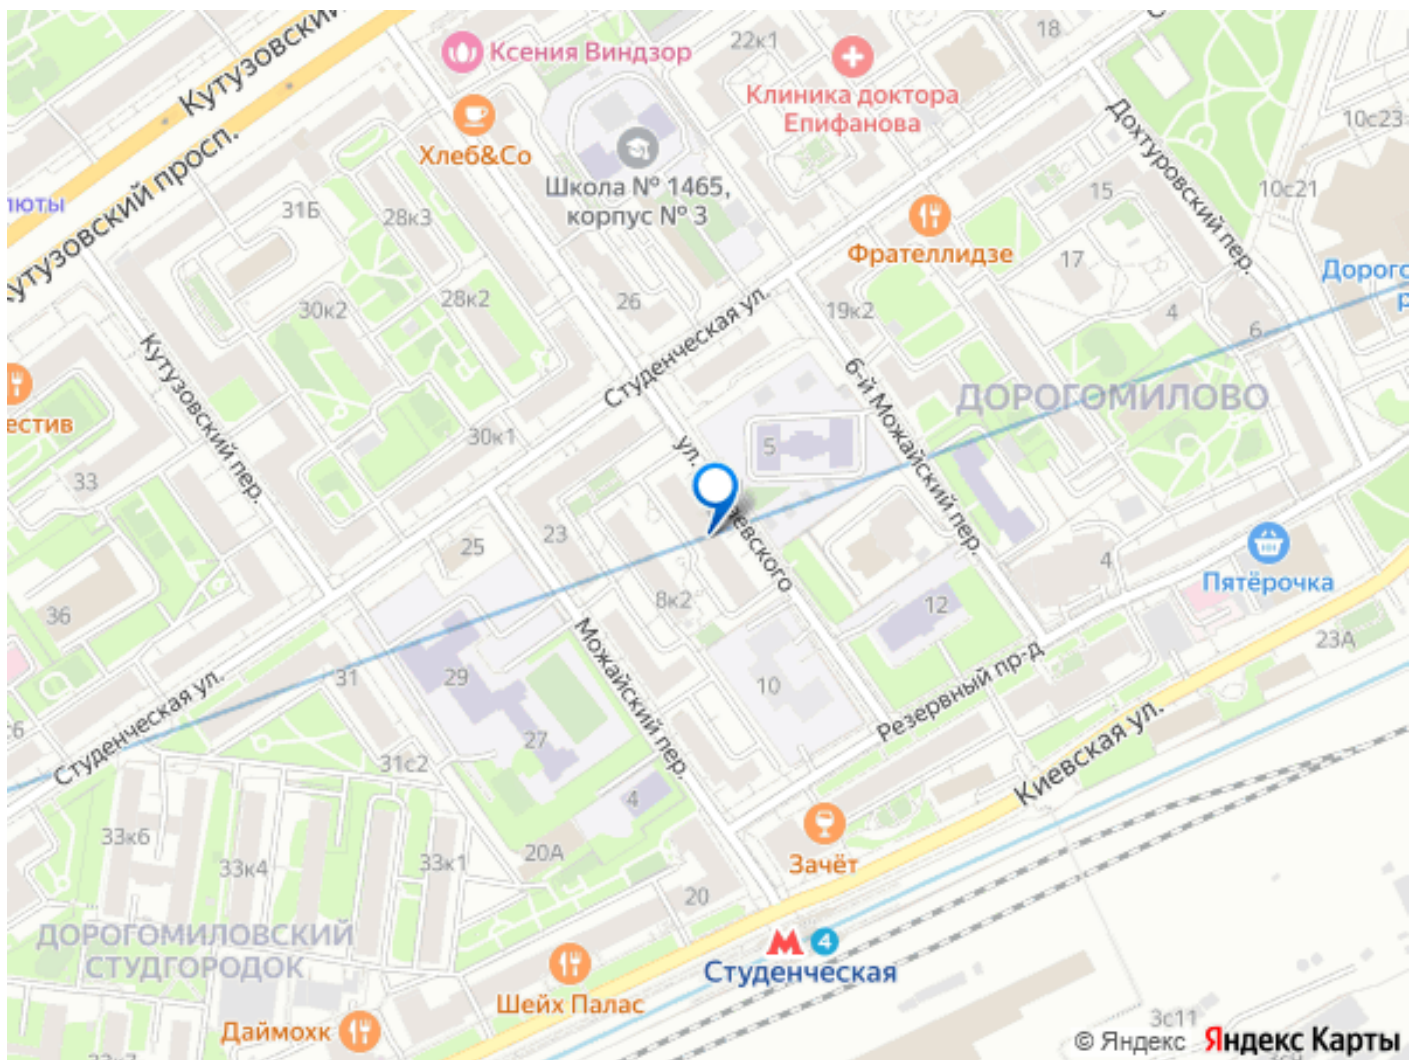 Кутузовский
Ксения Виндзор
22к1
18
Клиника доктора
Епифанова
Хлеб&Co
Кутузовский просп.
Школа № 1465,
корпус № 3
Дохтуровский пер.
10с23
10с21
15
31Б
28к3
Фрателлидзе
17
30к2
28к2
26
19к2
4
6
Студенческая ул.
Кутузовский пер.
6-й Можайский пер.
ДОРОГОМИЛОВО
30к1
5
ул.
33
23
25
8к2
4
Пятёрочка
12
36
23А
29
31
Можайский пер.
10
Резервный пр-д
Студенческая ул.
27
31с2
Киевская ул.
4
33к6
33к4
33к1
20А
Зачёт
20
ДОРОГОМИЛОВСКИЙ
СТУДГОРОДОК
М 4
Студенческая
Шейх Палас
Даймохк
3с11
© Яндекс Яндекс Карты